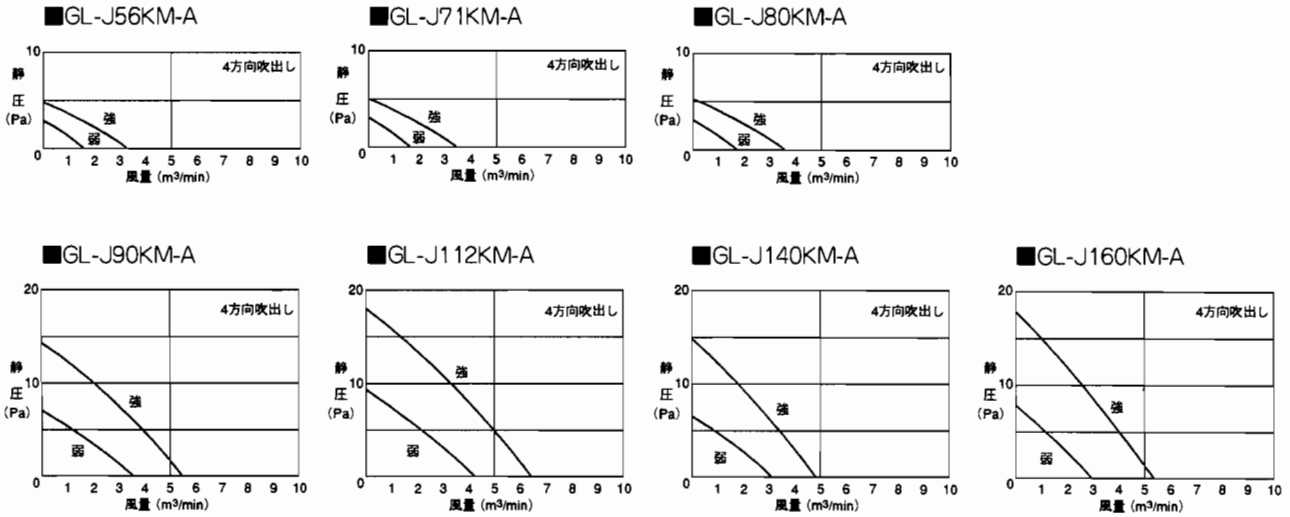 ■GL-J56KM-A
10
4方向吹出し
静
圧
(Pa)
強
弱
0 1 2 3 4 5 6 7 8 9 10
風量 (m³/min)
■GL-J71KM-A
10
4方向吹出し
静
圧
(Pa)
強
弱
0 1 2 3 4 5 6 7 8 9 10
風量 (m³/min)
■GL-J80KM-A
10
4方向吹出し
静
圧
(Pa)
強
弱
0 1 2 3 4 5 6 7 8 9 10
風量 (m³/min)
■GL-J90KM-A
20
4方向吹出し
静
圧
(Pa)
10
強
弱
0 1 2 3 4 5 6 7 8 9 10
風量 (m³/min)
■GL-J112KM-A
20
4方向吹出し
静
圧
(Pa)
10
強
弱
0 1 2 3 4 5 6 7 8 9 10
風量 (m³/min)
■GL-J140KM-A
20
4方向吹出し
静
圧
(Pa)
10
強
弱
0 1 2 3 4 5 6 7 8 9 10
風量 (m³/min)
■GL-J160KM-A
20
4方向吹出し
静
圧
(Pa)
10
強
弱
0 1 2 3 4 5 6 7 8 9 10
風量 (m³/min)